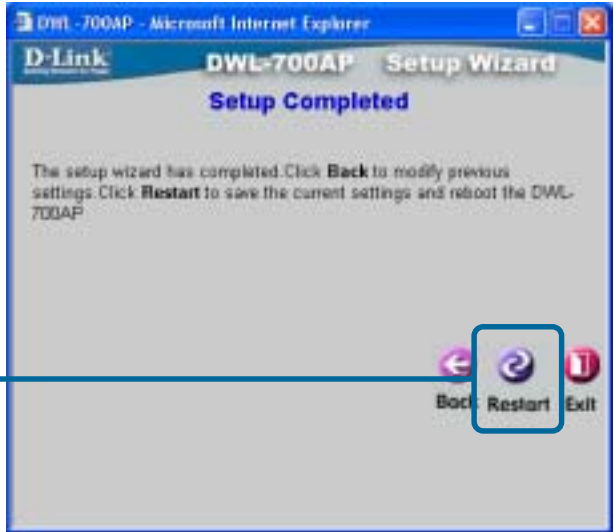 DWL-700AP - Microsoft Internet Explorer
D-Link
DWL-700AP Setup Wizard
Setup Completed
The setup wizard has completed.Click Back to modify previous
settings.Click Restart to save the current settings and reboot the DWL-
700AP
Back Restart Exit